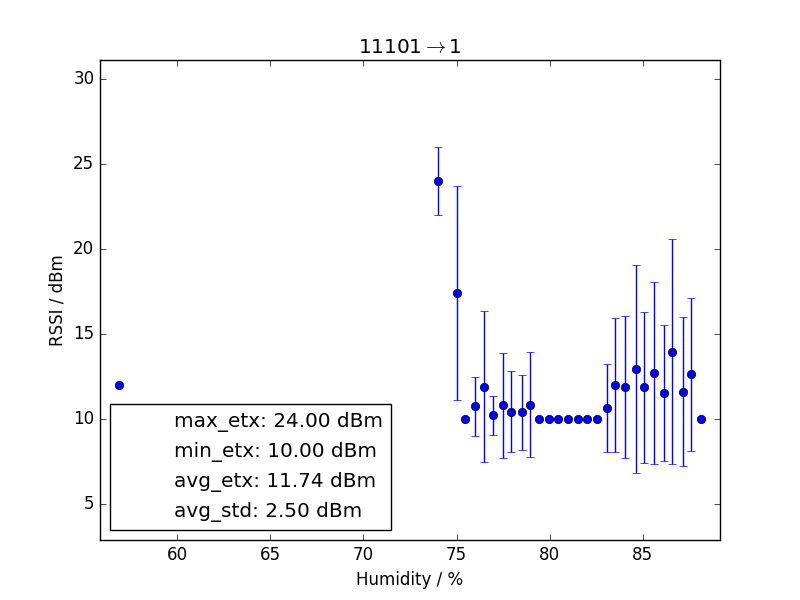 11101→1
30
25
20
15
10
5
RSSI / dBm
max_etx: 24.00 dBm
min_etx: 10.00 dBm
avg_etx: 11.74 dBm
avg_std: 2.50 dBm
60 65 70 75 80 85
Humidity / %